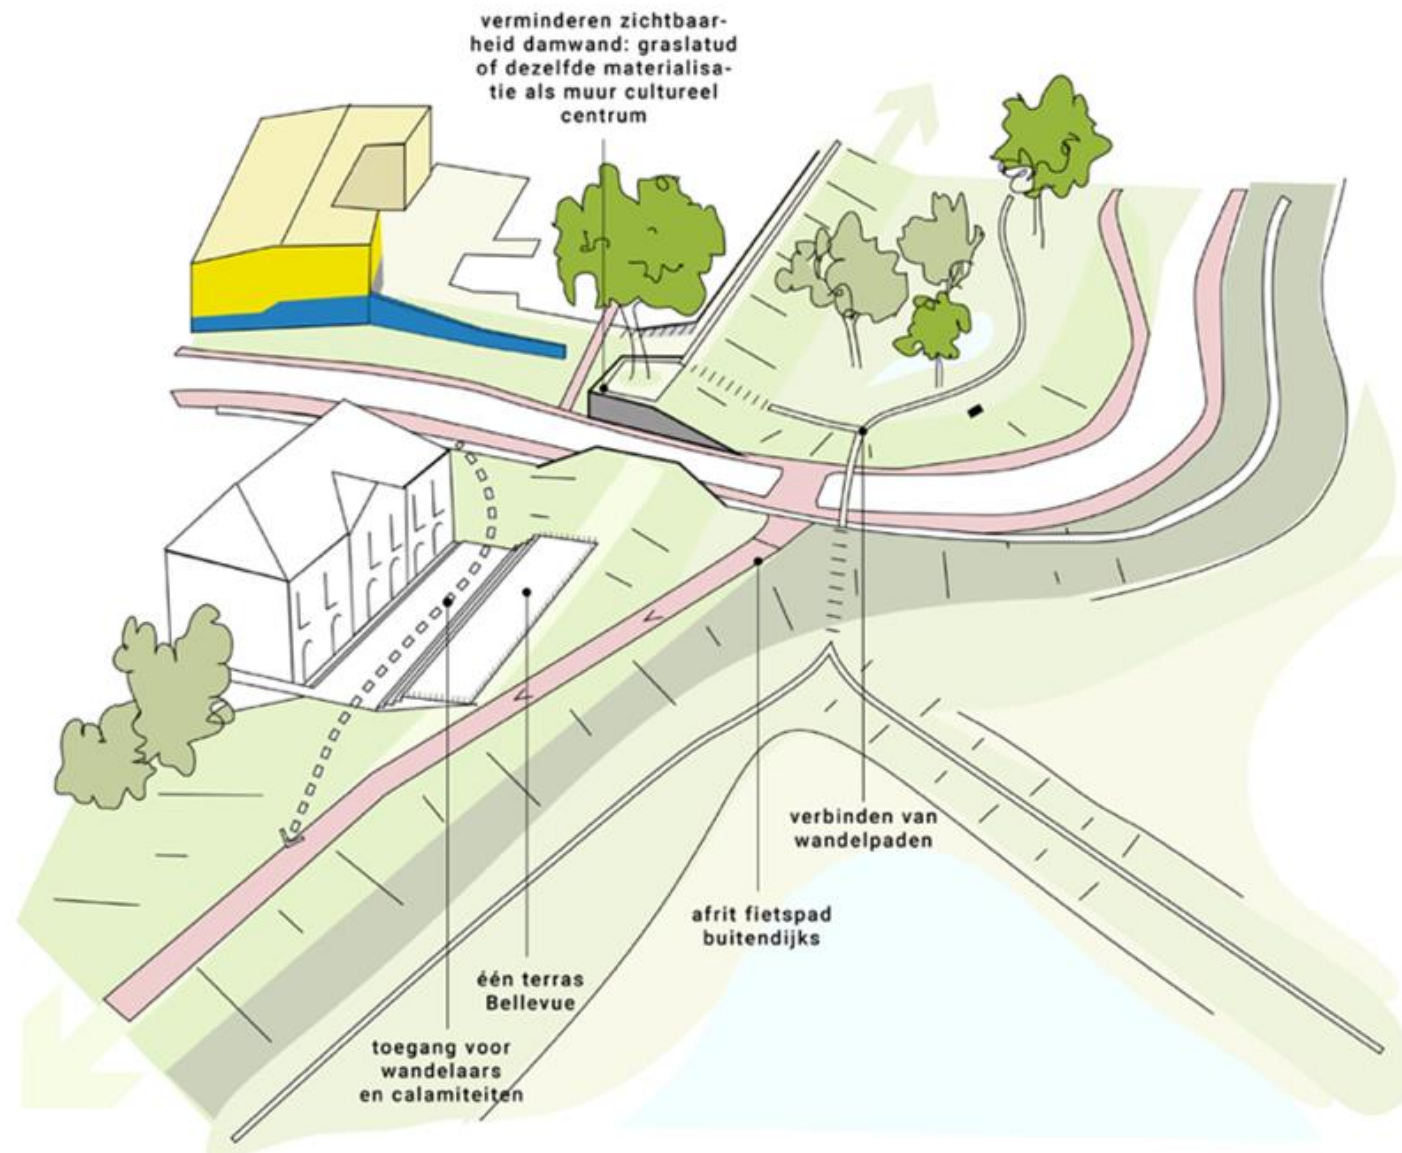 verminderen zichtbaar-
heid damwand: graslatud
of dezelfde materialisa-
tie als muur cultureel
centrum
verbinden van
wandelpaden
afrit fietspad
buitendijks
één terras
Bellevue
toegang voor
wandelaars
en calamiteiten